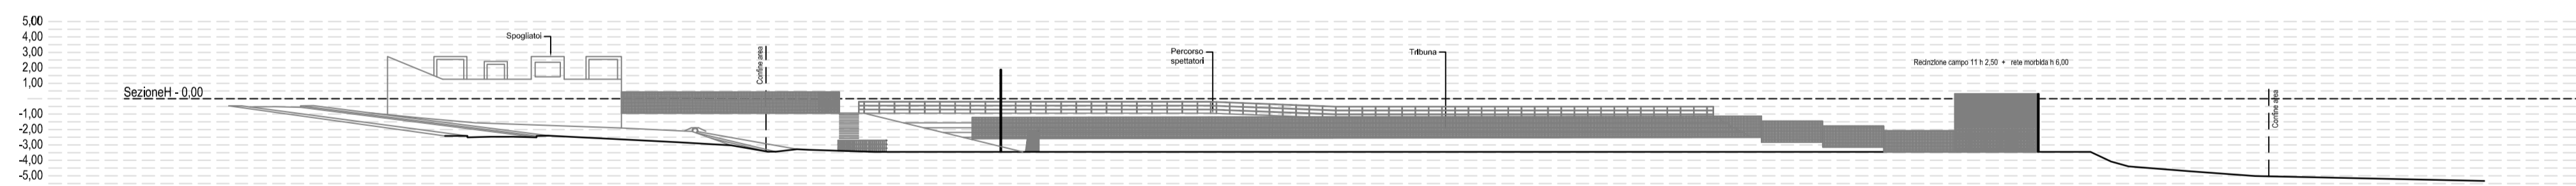 5,00
4,00
3,00
2,00
1,00
SezioneH - 0.00
-1,00
-2,00
-3,00
-4,00
-5,00
Spogliatoi
Confine area
Percorso
spettatori
Tribuna
Recinzione campo 11 h 2,50 + rete morbida h 6,00
Confine area